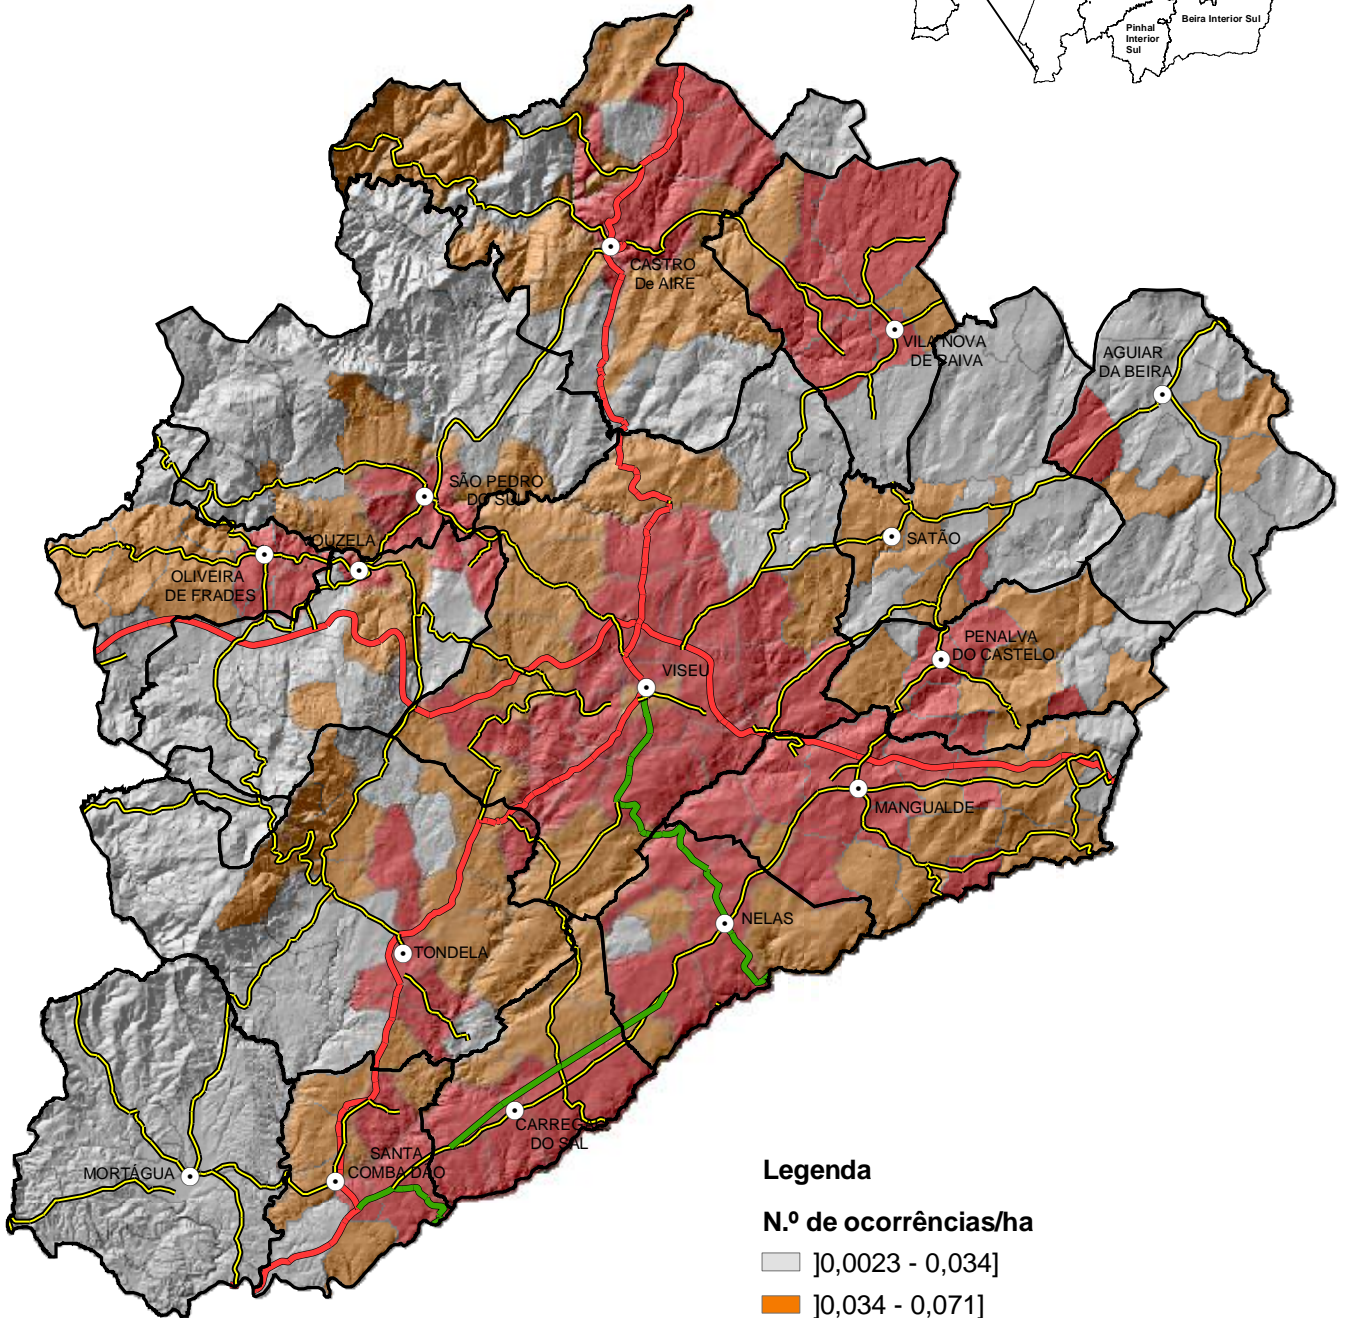 Beira Interior Sul
Pinhal
Interior
Sul
CASTRO
De AIRE
VILA NOVA
DE PAIVA
AGUIAR
DA BEIRA
SÃO PEDRO
DO SUL
SATÃO
OUZELA
OLIVEIRA
DE FRADES
PENALVA
DO CASTELO
VISEU
MANGUALDE
NELAS
TONDELA
CARREGAL
DO SAL
SANTA
COMBA DÃO
MORTÁGUA
Legenda
N.º de ocorrências/ha
]0,0023 - 0,034]
]0,034 - 0,071]